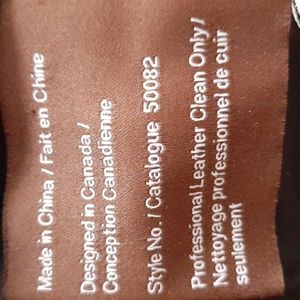 Made in China / Fait en Chine
Designed in Canada /
Conception Canadienne
Style No. / Catalogue 50082
Professional Leather Clean Only /
Nettoyage professionnel de cuir
seulement